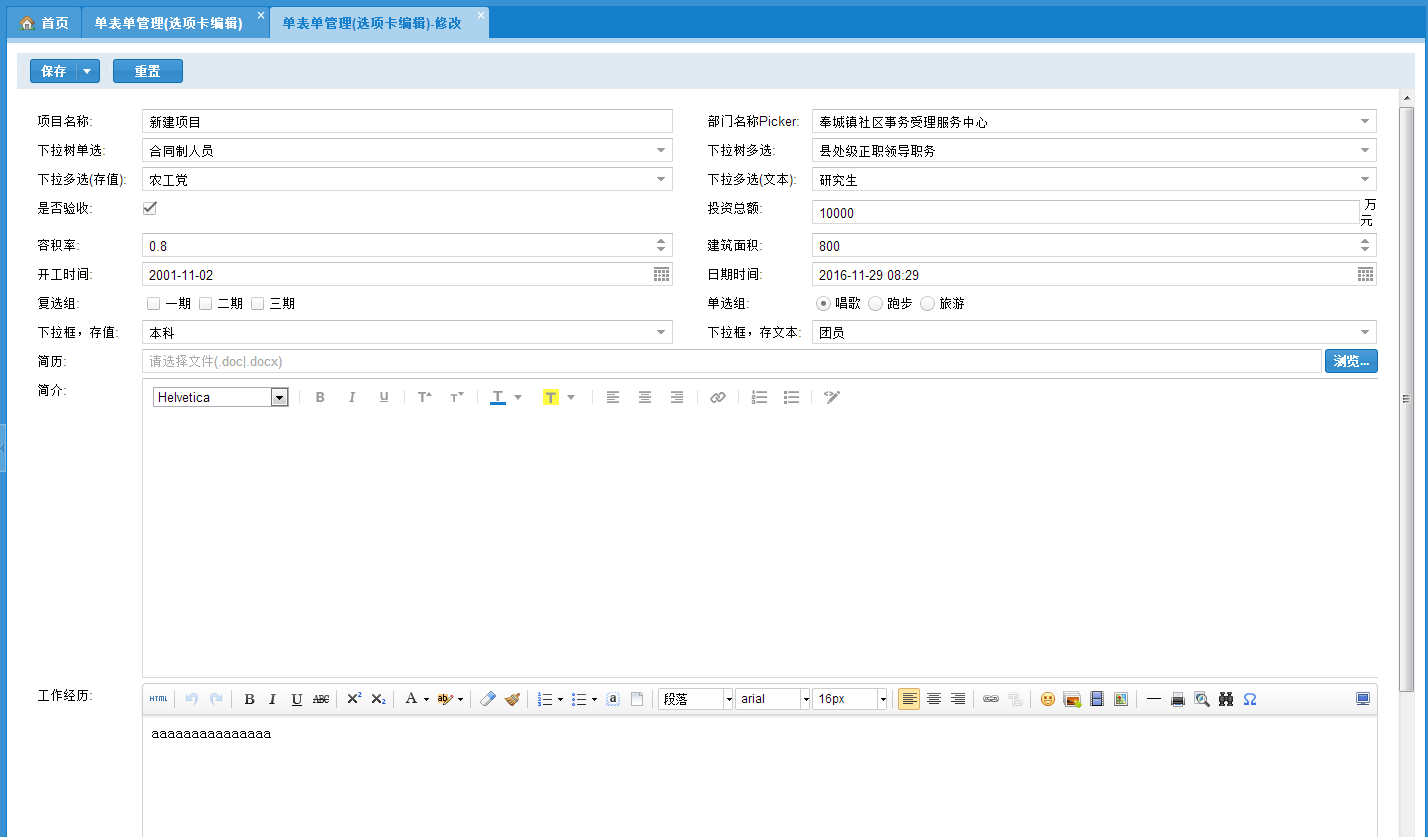 首页 单表单管理(选项卡编辑) 单表单管理(选项卡编辑)-修改
保存 重置
项目名称: 新建项目 部门名称Picker: 奉城镇社区事务受理服务中心
下拉树单选: 合同制人员 下拉树多选: 县处级正职领导职务
下拉多选(存值): 农工党 下拉多选(文本): 研究生
是否验收: 投资总额: 10000 万元
容积率: 0.8 建筑面积: 800
开工时间: 2001-11-02 日期时间: 2016-11-29 08:29
复选组: 一期 二期 三期 单选组: 唱歌 跑步 旅游
下拉框，存值: 本科 下拉框，存文本: 团员
简历: 请选择文件(.doc|.docx) 浏览...
简介: Helvetica B I U T T T T
工作经历: HTML B I U ABC X² X₂ A ab a 段落 arial 16px Ω
aaaaaaaaaaaaaaa